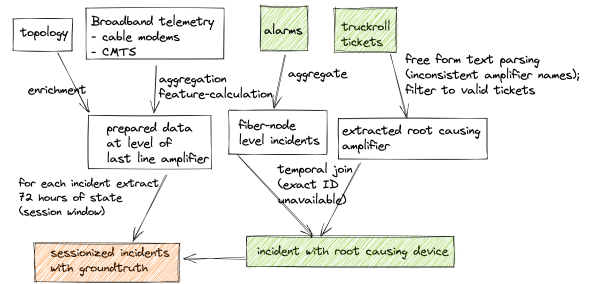 topology
Broadband telemetry
- cable modems
- CMTS
alarms
truckroll
tickets
enrichment
aggregation
feature-calculation
aggregate
free form text parsing
(inconsistent amplifier names);
filter to valid tickets
prepared data
at level of
last line amplifier
fiber-node
level incidents
extracted root causing
amplifier
for each incident extract
72 hours of state
(session window)
temporal join
(exact ID
unavailable)
sessionized incidents
with groundtruth
incident with root causing device